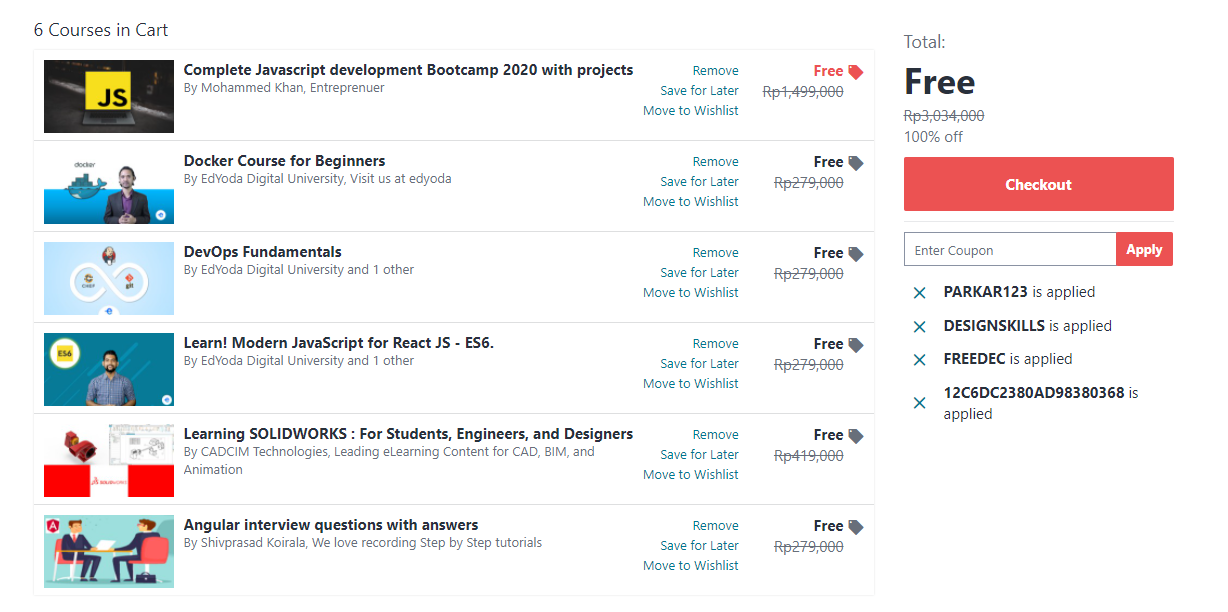 6 Courses in Cart
JS
Complete Javascript development Bootcamp 2020 with projects
By Mohammed Khan, Entreprenuer
Remove
Save for Later
Move to Wishlist
Free
Rp1,499,000
docker
Docker Course for Beginners
By EdYoda Digital University, Visit us at edyoda
Remove
Save for Later
Move to Wishlist
Free
Rp279,000
CHEF
git
DevOps Fundamentals
By EdYoda Digital University and 1 other
Remove
Save for Later
Move to Wishlist
Free
Rp279,000
ES6
Learn! Modern JavaScript for React JS - ES6.
By EdYoda Digital University and 1 other
Remove
Save for Later
Move to Wishlist
Free
Rp279,000
SOLIDWORKS
Learning SOLIDWORKS : For Students, Engineers, and Designers
By CADCIM Technologies, Leading eLearning Content for CAD, BIM, and
Animation
Remove
Save for Later
Move to Wishlist
Free
Rp419,000
A
Angular interview questions with answers
By Shivprasad Koirala, We love recording Step by Step tutorials
Remove
Save for Later
Move to Wishlist
Free
Rp279,000
Total:
Free
Rp3,034,000
100% off
Checkout
Enter Coupon
Apply
PARKAR123 is applied
DESIGNSKILLS is applied
FREEDEC is applied
12C6DC2380AD98380368 is
applied